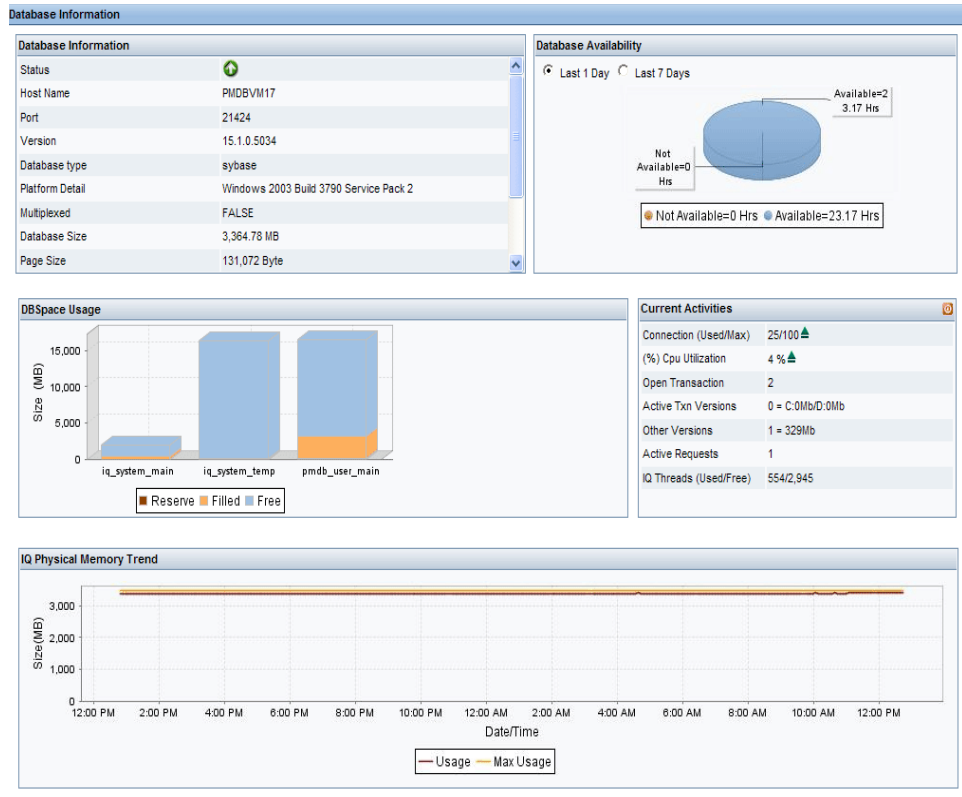 Database Information
Database Information
Status
Host Name PMDBVM17
Port 21424
Version 15.1.0.5034
Database type sybase
Platform Detail Windows 2003 Build 3790 Service Pack 2
Multiplexed FALSE
Database Size 3,364.78 MB
Page Size 131,072 Byte
Database Availability
Last 1 Day Last 7 Days
Available=2
3.17 Hrs
Not
Available=0
Hrs
Not Available=0 Hrs Available=23.17 Hrs
DBSpace Usage
Size (MB)
15,000
10,000
5,000
0
iq_system_main iq_system_temp pmdb_user_main
Reserve Filled Free
Current Activities
Connection (Used/Max) 25/100
(%) Cpu Utilization 4 %
Open Transaction 2
Active Txn Versions 0 = C:0Mb/D:0Mb
Other Versions 1 = 329Mb
Active Requests 1
IQ Threads (Used/Free) 554/2,945
IQ Physical Memory Trend
Size(MB)
3,000
2,000
1,000
0
12:00 PM 2:00 PM 4:00 PM 6:00 PM 8:00 PM 10:00 PM 12:00 AM 2:00 AM 4:00 AM 6:00 AM 8:00 AM 10:00 AM 12:00 PM
Date/Time
Usage Max Usage